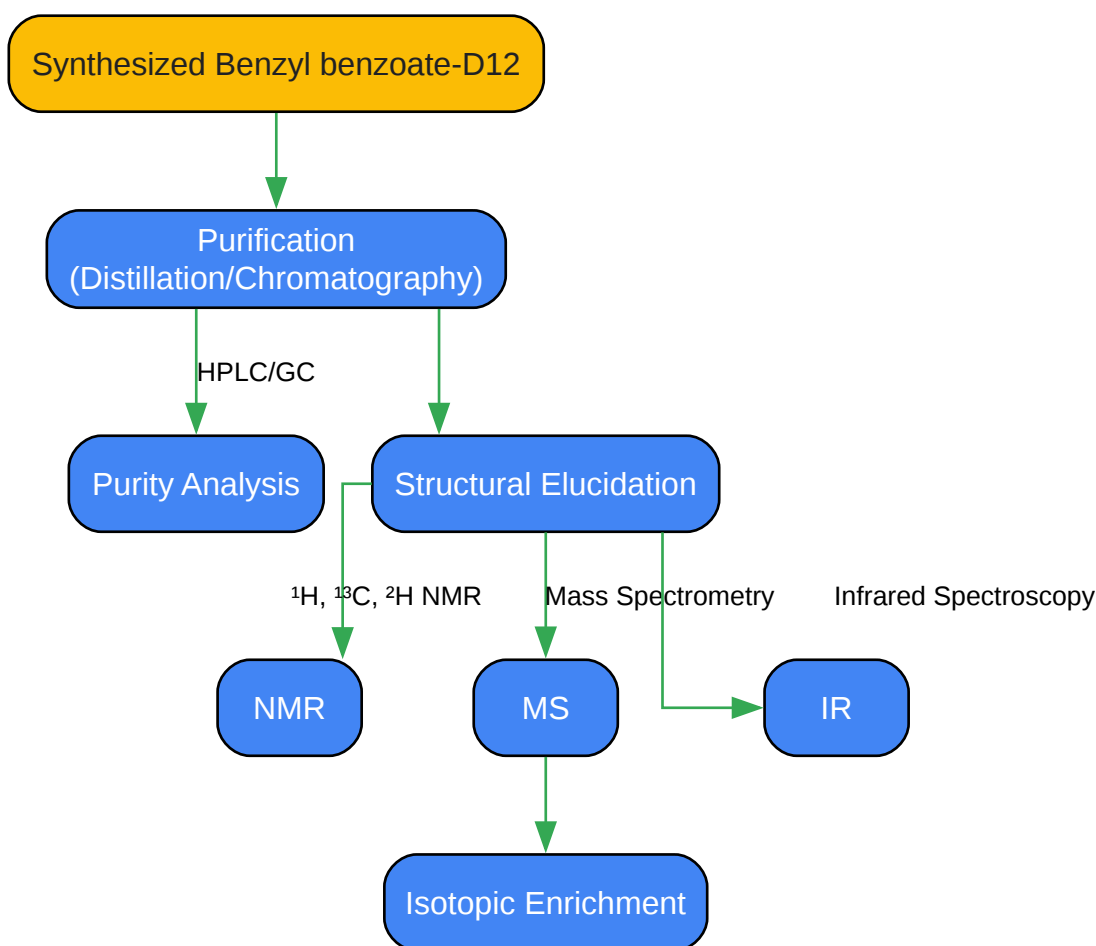 Synthesized Benzyl benzoate-D12
Purification
(Distillation/Chromatography)
HPLC/GC
Purity Analysis
Structural Elucidation
¹H, ¹³C, ²H NMR
Mass Spectrometry
Infrared Spectroscopy
NMR
MS
IR
Isotopic Enrichment